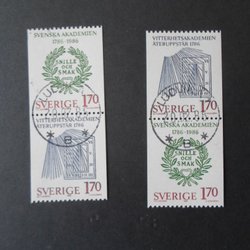 SVENSKA AKADEMIEN
1786-1986
SNILLE
OCH
SMAK
SVERIGE 1.70
VITTERHETSAKADEMIEN
ÅTERUPPSTÅR 1786
SVERIGE 1.70
VITTERHETSAKADEMIEN
ÅTERUPPSTÅR 1786
SVERIGE 1.70
SVENSKA AKADEMIEN
1786-1986
SNILLE
OCH
SMAK
SVERIGE 1.70